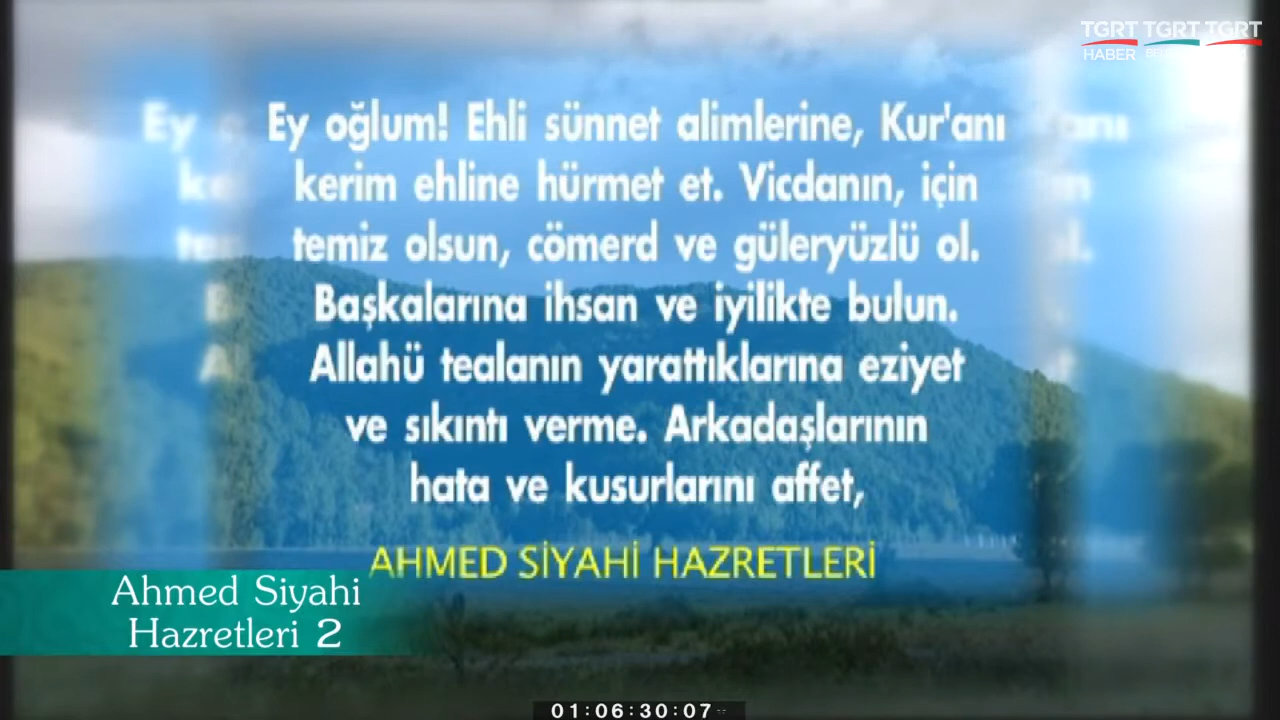 TGRT TGRT TGRT
HABER
Ey oğlum! Ehli sünnet alimlerine, Kur'anı
kerim ehline hürmet et. Vicdanın, için
temiz olsun, cömerd ve güleryüzlü ol.
Başkalarına ihsan ve iyilikte bulun.
Allahü tealanın yarattıklarına eziyet
ve sıkıntı verme. Arkadaşlarının
hata ve kusurlarını affet,
AHMED SİYAHİ HAZRETLERİ
Ahmed Siyahi
Hazretleri 2
01:06:30:07